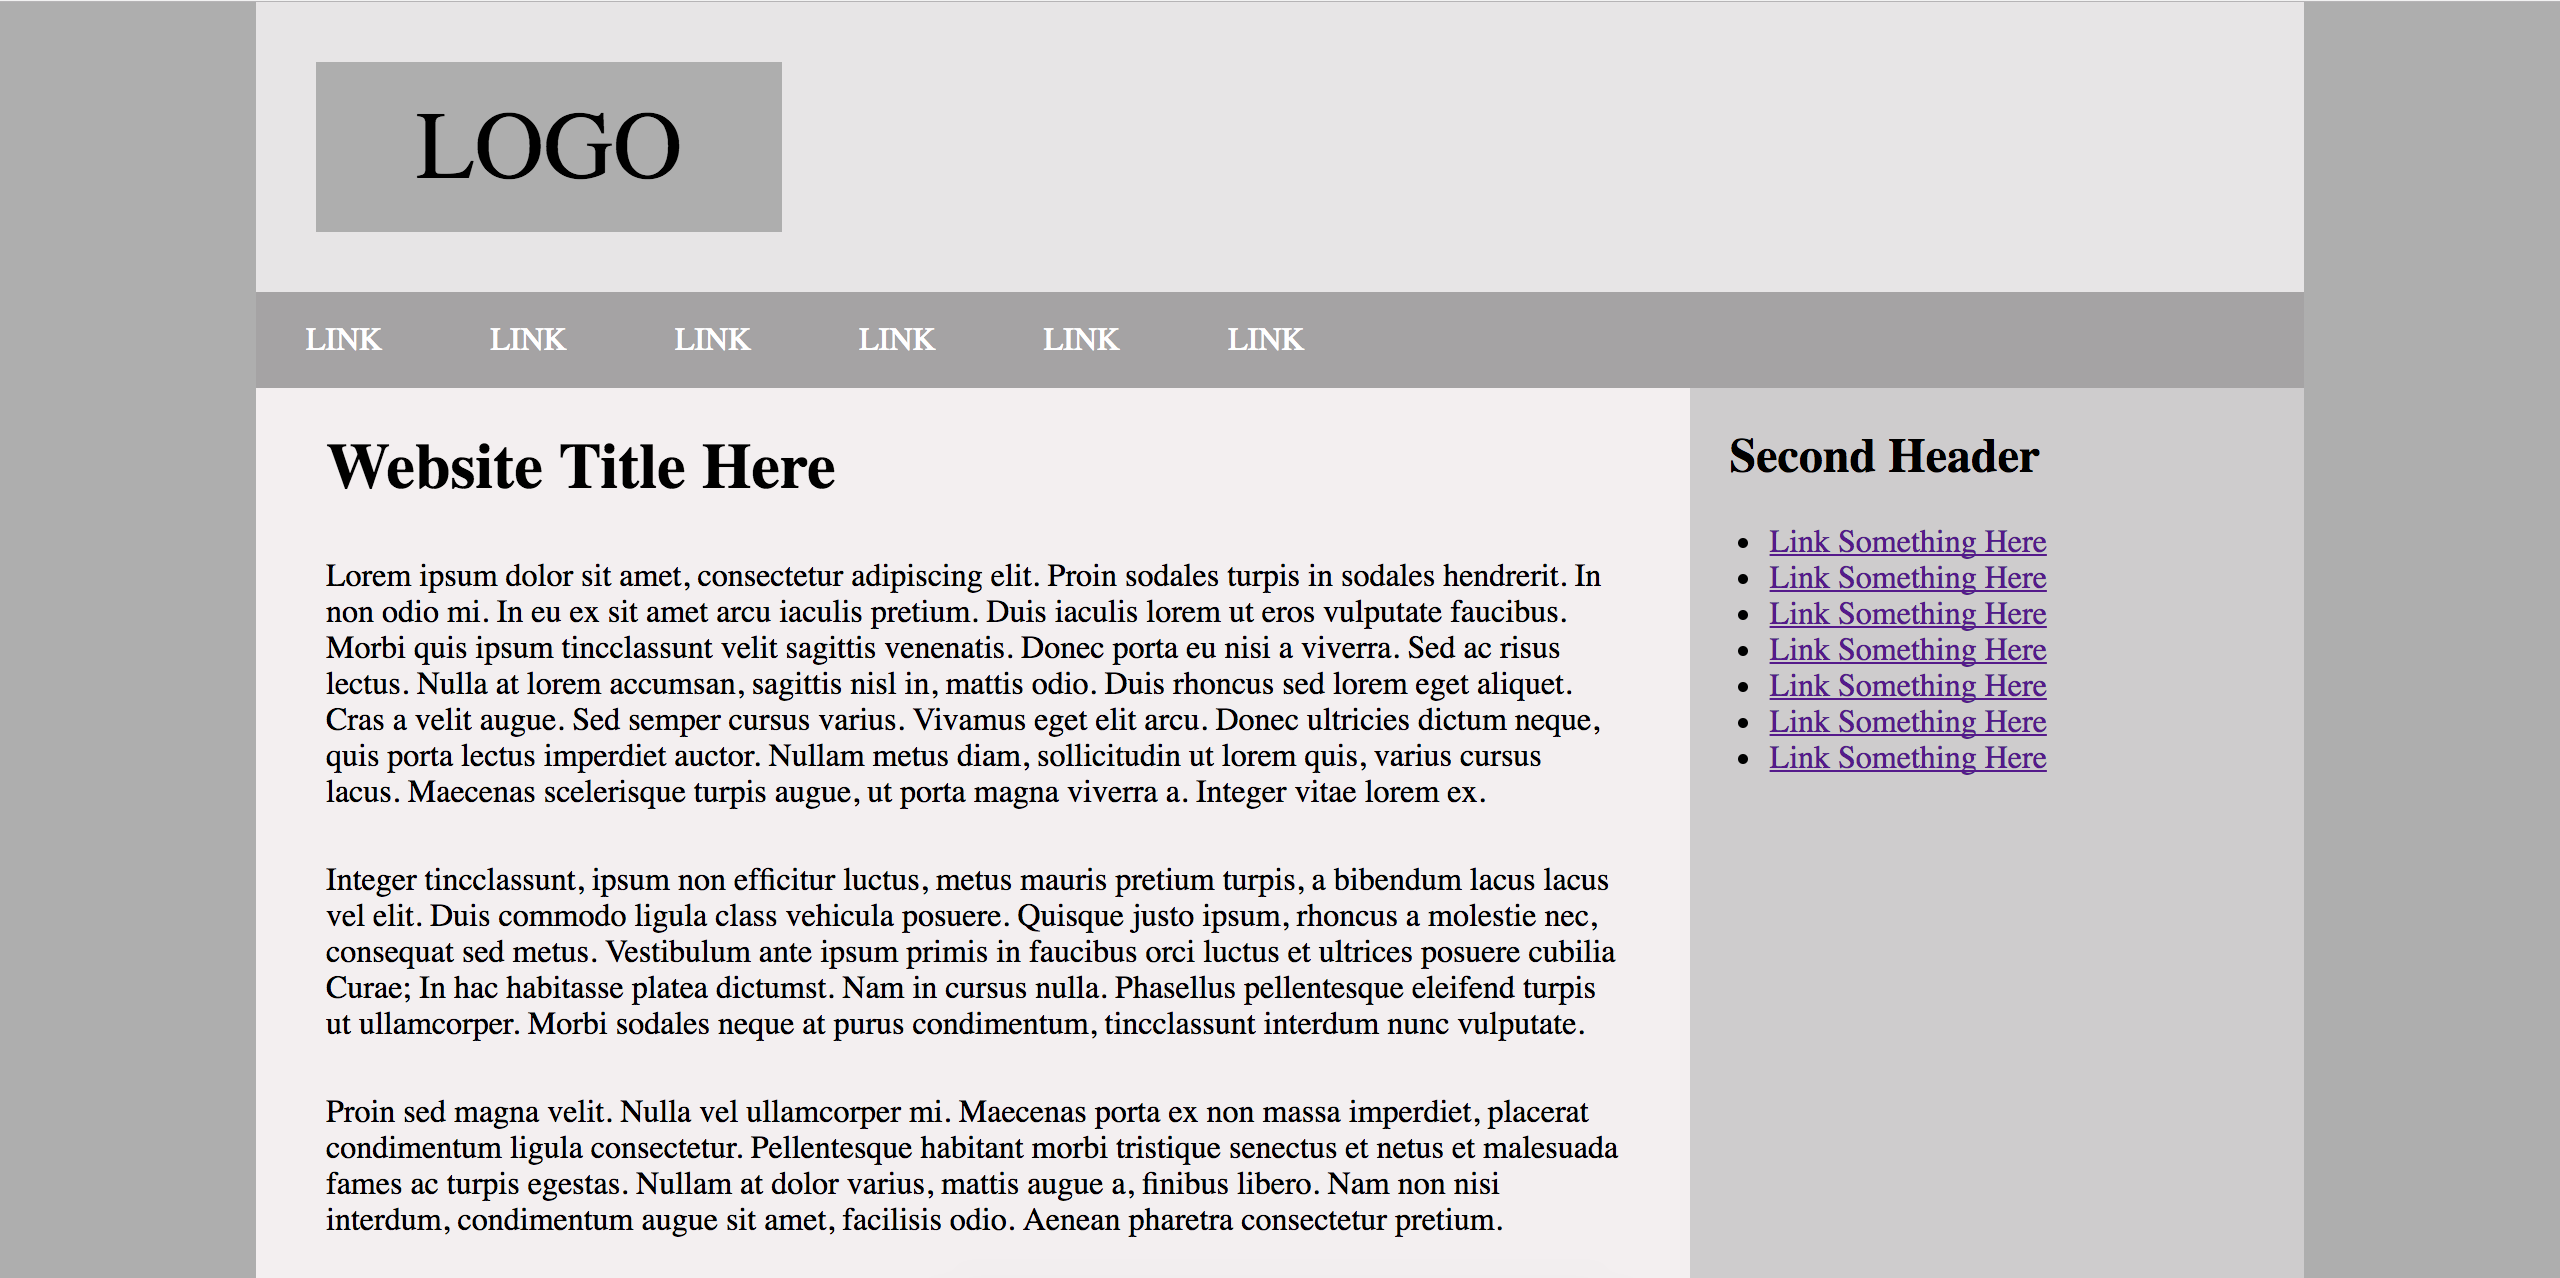 LOGO
LINK LINK LINK LINK LINK LINK
Website Title Here
Lorem ipsum dolor sit amet, consectetur adipiscing elit. Proin sodales turpis in sodales hendrerit. In
non odio mi. In eu ex sit amet arcu iaculis pretium. Duis iaculis lorem ut eros vulputate faucibus.
Morbi quis ipsum tincclassunt velit sagittis venenatis. Donec porta eu nisi a viverra. Sed ac risus
lectus. Nulla at lorem accumsan, sagittis nisl in, mattis odio. Duis rhoncus sed lorem eget aliquet.
Cras a velit augue. Sed semper cursus varius. Vivamus eget elit arcu. Donec ultricies dictum neque,
quis porta lectus imperdiet auctor. Nullam metus diam, sollicitudin ut lorem quis, varius cursus
lacus. Maecenas scelerisque turpis augue, ut porta magna viverra a. Integer vitae lorem ex.
Integer tincclassunt, ipsum non efficitur luctus, metus mauris pretium turpis, a bibendum lacus lacus
vel elit. Duis commodo ligula class vehicula posuere. Quisque justo ipsum, rhoncus a molestie nec,
consequat sed metus. Vestibulum ante ipsum primis in faucibus orci luctus et ultrices posuere cubilia
Curae; In hac habitasse platea dictumst. Nam in cursus nulla. Phasellus pellentesque eleifend turpis
ut ullamcorper. Morbi sodales neque at purus condimentum, tincclassunt interdum nunc vulputate.
Proin sed magna velit. Nulla vel ullamcorper mi. Maecenas porta ex non massa imperdiet, placerat
condimentum ligula consectetur. Pellentesque habitant morbi tristique senectus et netus et malesuada
fames ac turpis egestas. Nullam at dolor varius, mattis augue a, finibus libero. Nam non nisi
interdum, condimentum augue sit amet, facilisis odio. Aenean pharetra consectetur pretium.
Second Header
Link Something Here
Link Something Here
Link Something Here
Link Something Here
Link Something Here
Link Something Here
Link Something Here